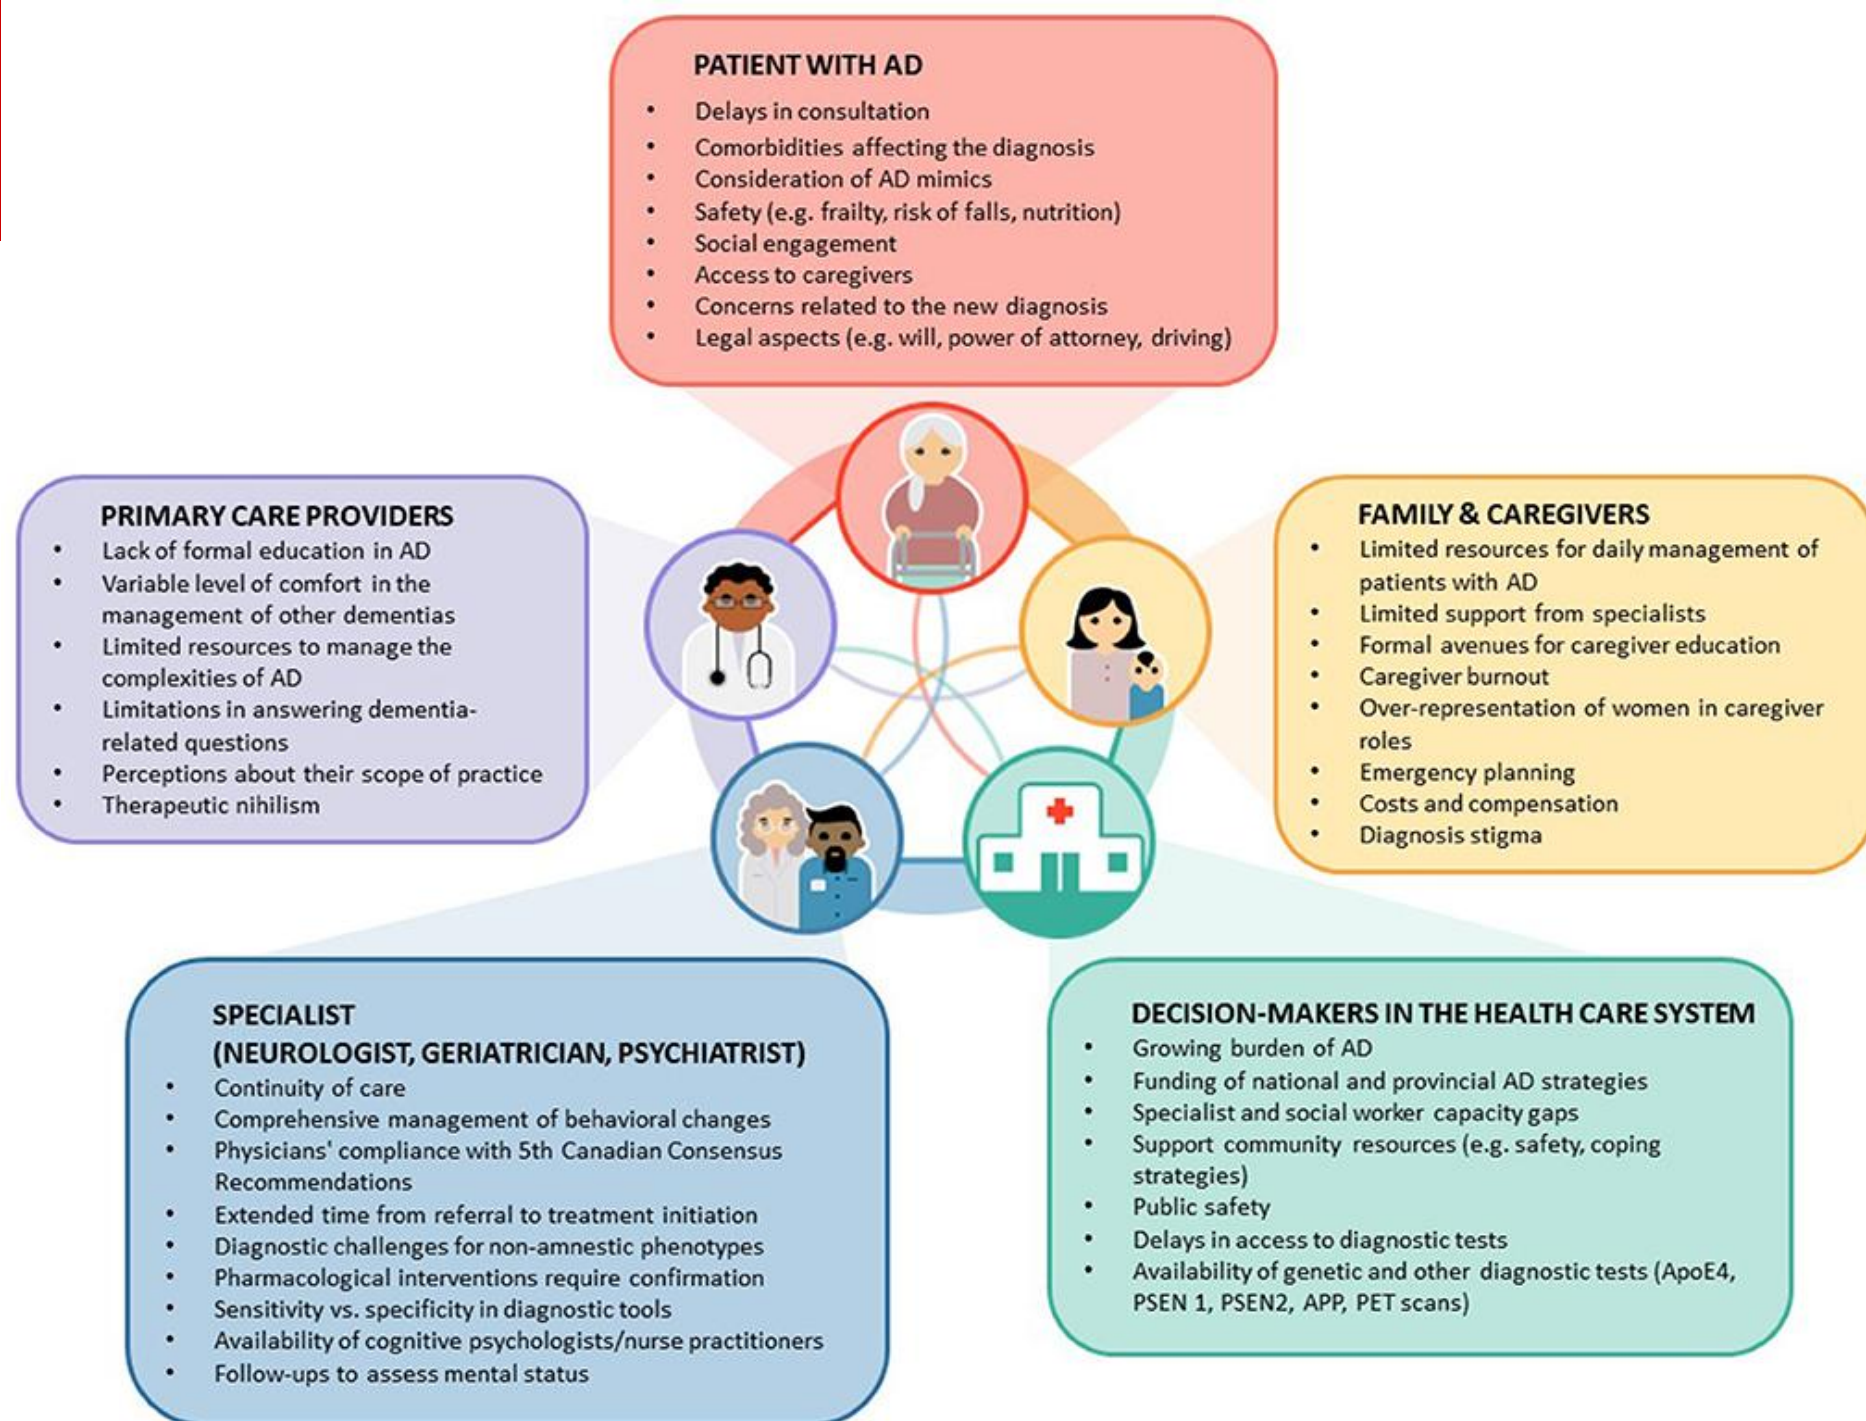 PATIENT WITH AD
• Delays in consultation
• Comorbidities affecting the diagnosis
• Consideration of AD mimics
• Safety (e.g. frailty, risk of falls, nutrition)
• Social engagement
• Access to caregivers
• Concerns related to the new diagnosis
• Legal aspects (e.g. will, power of attorney, driving)
PRIMARY CARE PROVIDERS
• Lack of formal education in AD
• Variable level of comfort in the
management of other dementias
• Limited resources to manage the
complexities of AD
• Limitations in answering dementia-
related questions
• Perceptions about their scope of practice
• Therapeutic nihilism
FAMILY & CAREGIVERS
• Limited resources for daily management of
patients with AD
• Limited support from specialists
• Formal avenues for caregiver education
• Caregiver burnout
• Over-representation of women in caregiver
roles
• Emergency planning
• Costs and compensation
• Diagnosis stigma
SPECIALIST
(NEUROLOGIST, GERIATRICIAN, PSYCHIATRIST)
• Continuity of care
• Comprehensive management of behavioral changes
• Physicians' compliance with 5th Canadian Consensus
Recommendations
• Extended time from referral to treatment initiation
• Diagnostic challenges for non-amnestic phenotypes
• Pharmacological interventions require confirmation
• Sensitivity vs. specificity in diagnostic tools
• Availability of cognitive psychologists/nurse practitioners
• Follow-ups to assess mental status
DECISION-MAKERS IN THE HEALTH CARE SYSTEM
• Growing burden of AD
• Funding of national and provincial AD strategies
• Specialist and social worker capacity gaps
• Support community resources (e.g. safety, coping
strategies)
• Public safety
• Delays in access to diagnostic tests
• Availability of genetic and other diagnostic tests (ApoE4,
PSEN 1, PSEN2, APP, PET scans)